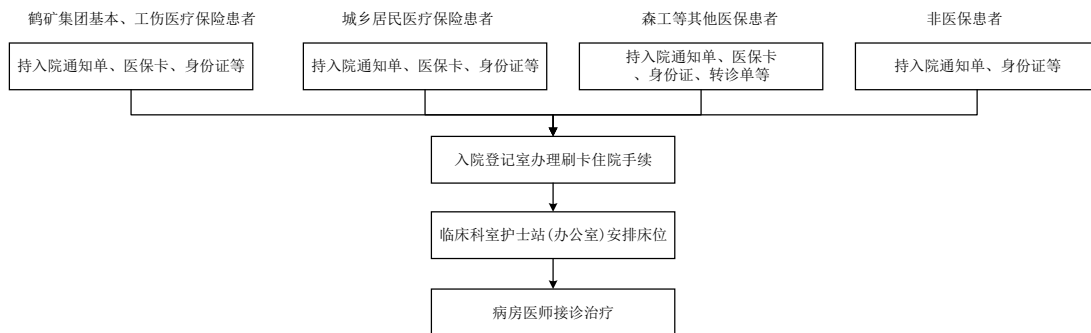 鹤矿集团基本、工伤医疗保险患者
城乡居民医疗保险患者
森工等其他医保患者
非医保患者
持入院通知单、医保卡、身份证等
持入院通知单、医保卡、身份证等
持入院通知单、医保卡
、身份证、转诊单等
持入院通知单、身份证等
入院登记室办理刷卡住院手续
临床科室护士站(办公室)安排床位
病房医师接诊治疗